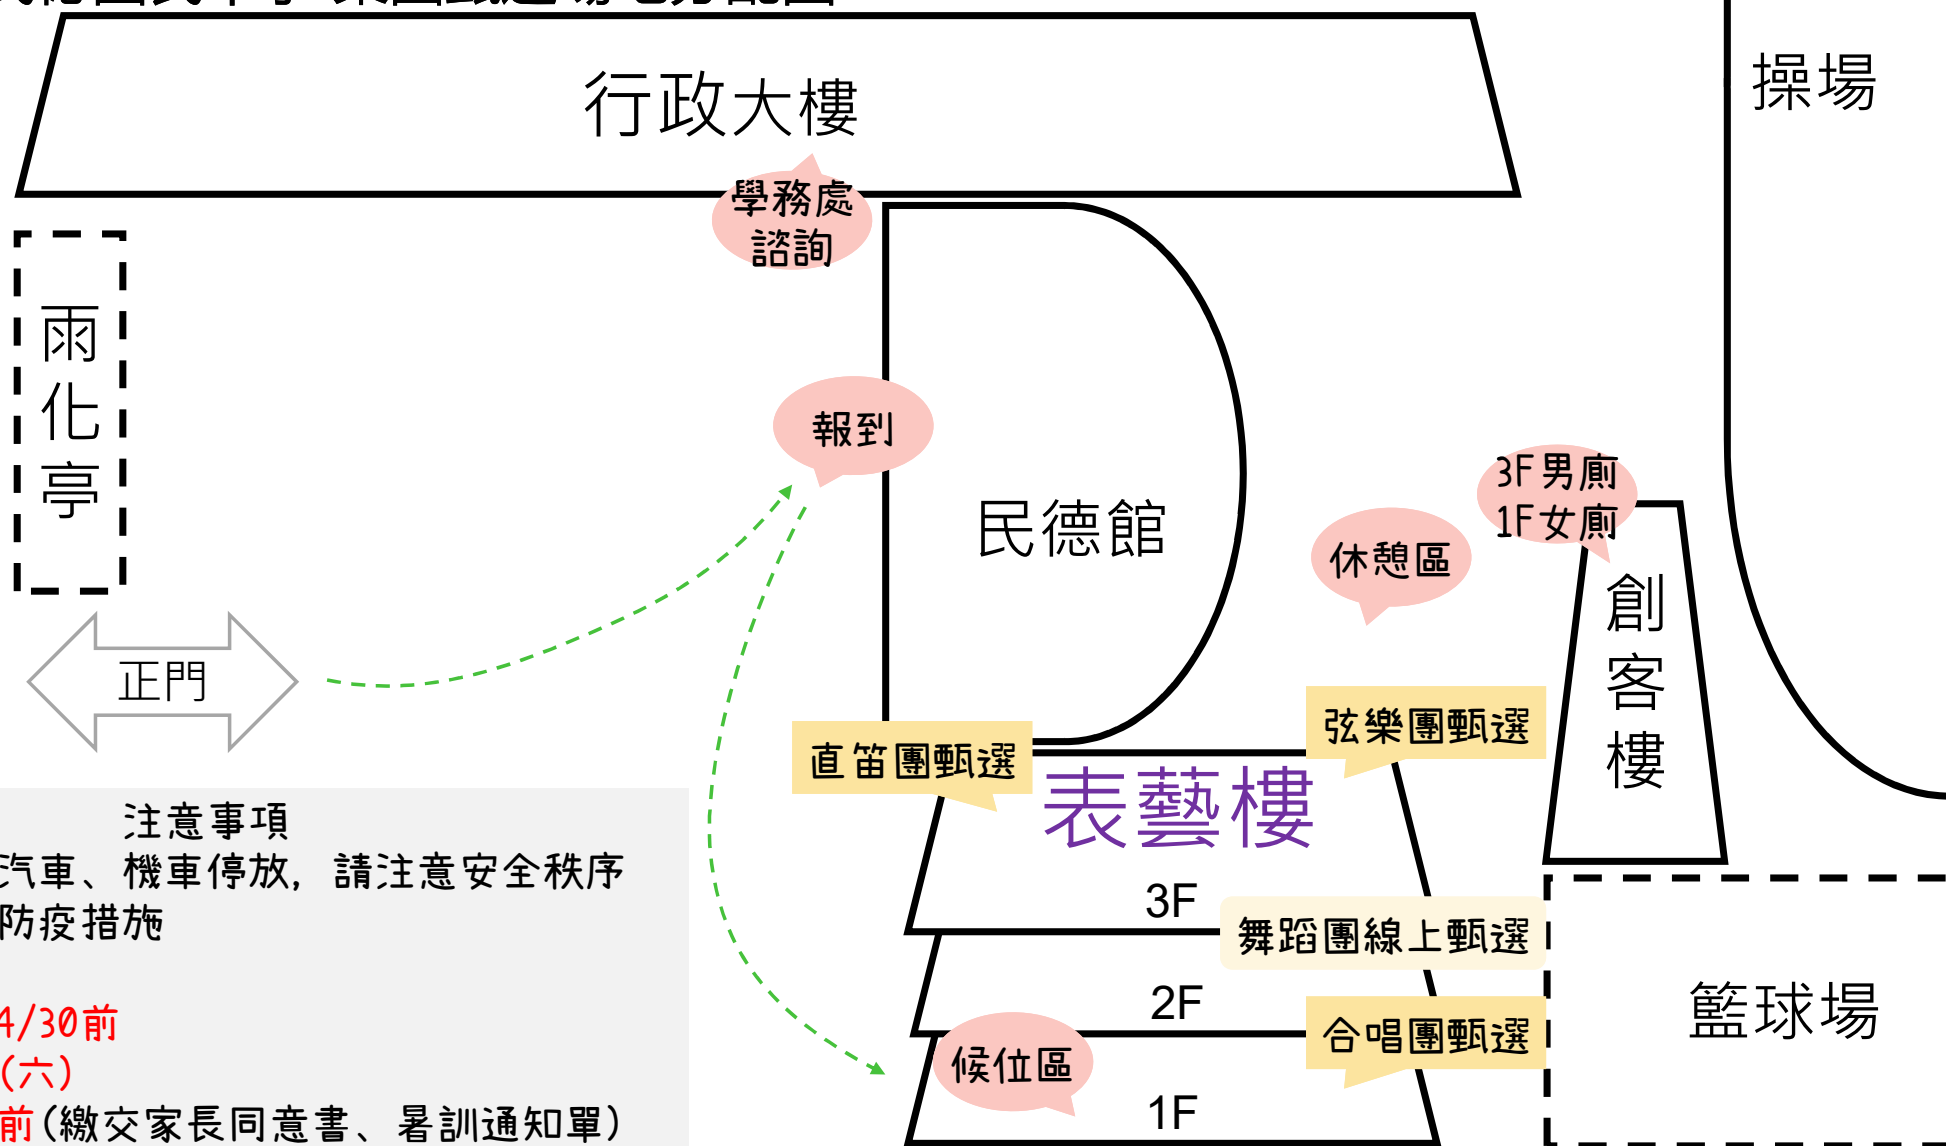 行政大樓
操場
學務處
諮詢
雨化亭
報到
民德館
3F男廁
1F女廁
休憩區
創客樓
正門
弦樂團甄選
直笛團甄選
表藝樓
3F
舞蹈團線上甄選
2F
合唱團甄選
籃球場
候位區
1F
注意事項
汽車、機車停放，請注意安全秩序
防疫措施
4/30前
(六)
前(繳交家長同意書、暑訓通知單)